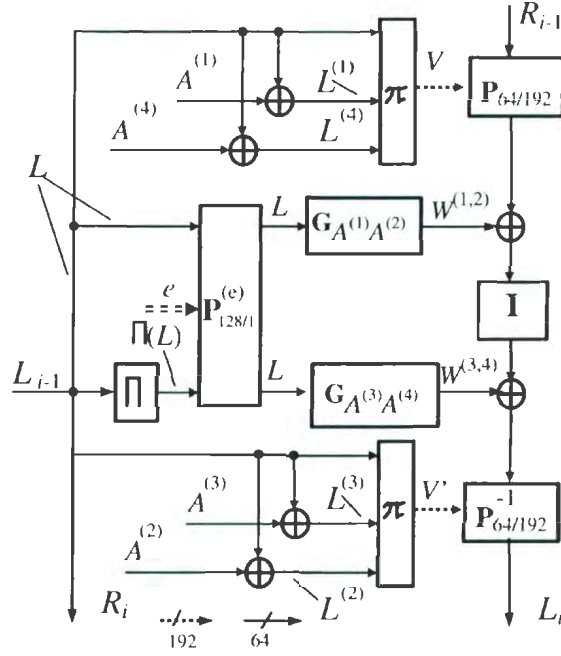 R_{i-1}
A^{(1)} L^{(1)} V
π P_{64/192}
A^{(4)} L^{(4)}
L
L G_{A^{(1)}A^{(2)}} W^{(1,2)}
e P^{(e)}_{128/1} I
Π(L)
L_{i-1} Π L G_{A^{(3)}A^{(4)}} W^{(3,4)}
A^{(3)} L^{(3)} π V' P^{-1}_{64/192}
A^{(2)} L^{(2)}
R_i 192 64 L_i